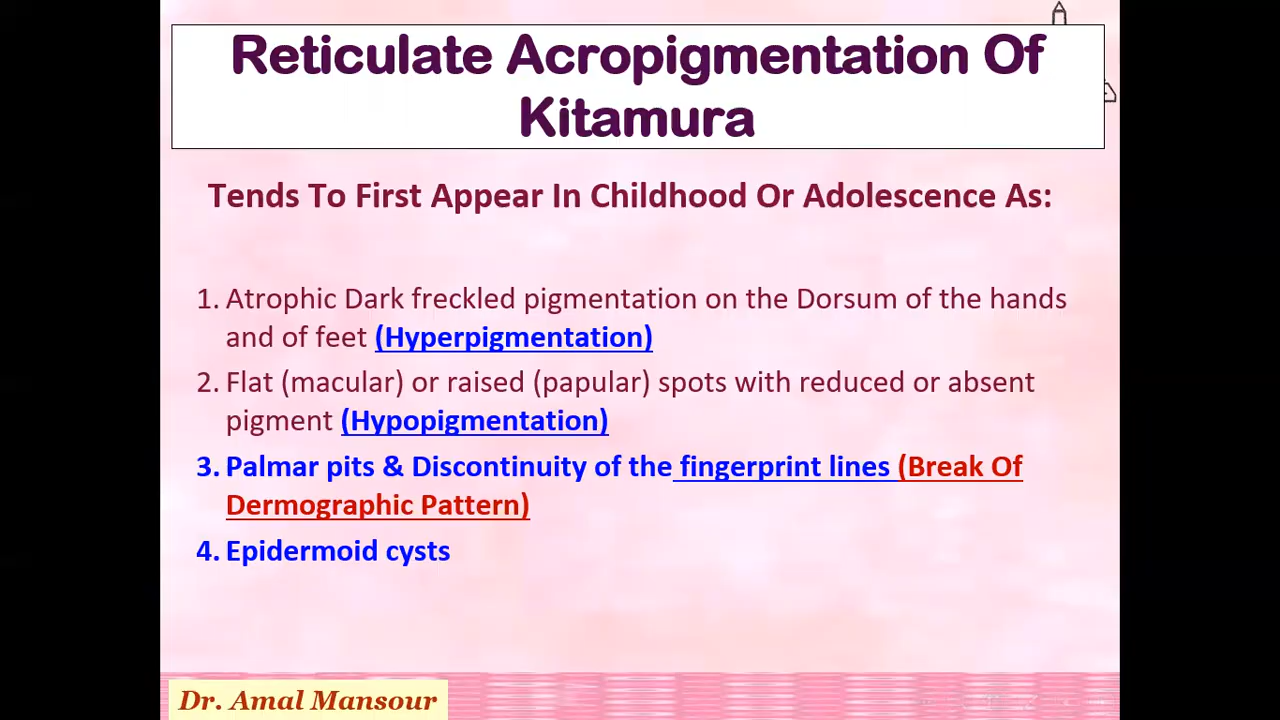 Reticulate Acropigmentation Of
Kitamura
Tends To First Appear In Childhood Or Adolescence As:
1. Atrophic Dark freckled pigmentation on the Dorsum of the hands
and of feet (Hyperpigmentation)
2. Flat (macular) or raised (papular) spots with reduced or absent
pigment (Hypopigmentation)
3. Palmar pits & Discontinuity of the fingerprint lines (Break Of
Dermographic Pattern)
4. Epidermoid cysts
Dr. Amal Mansour